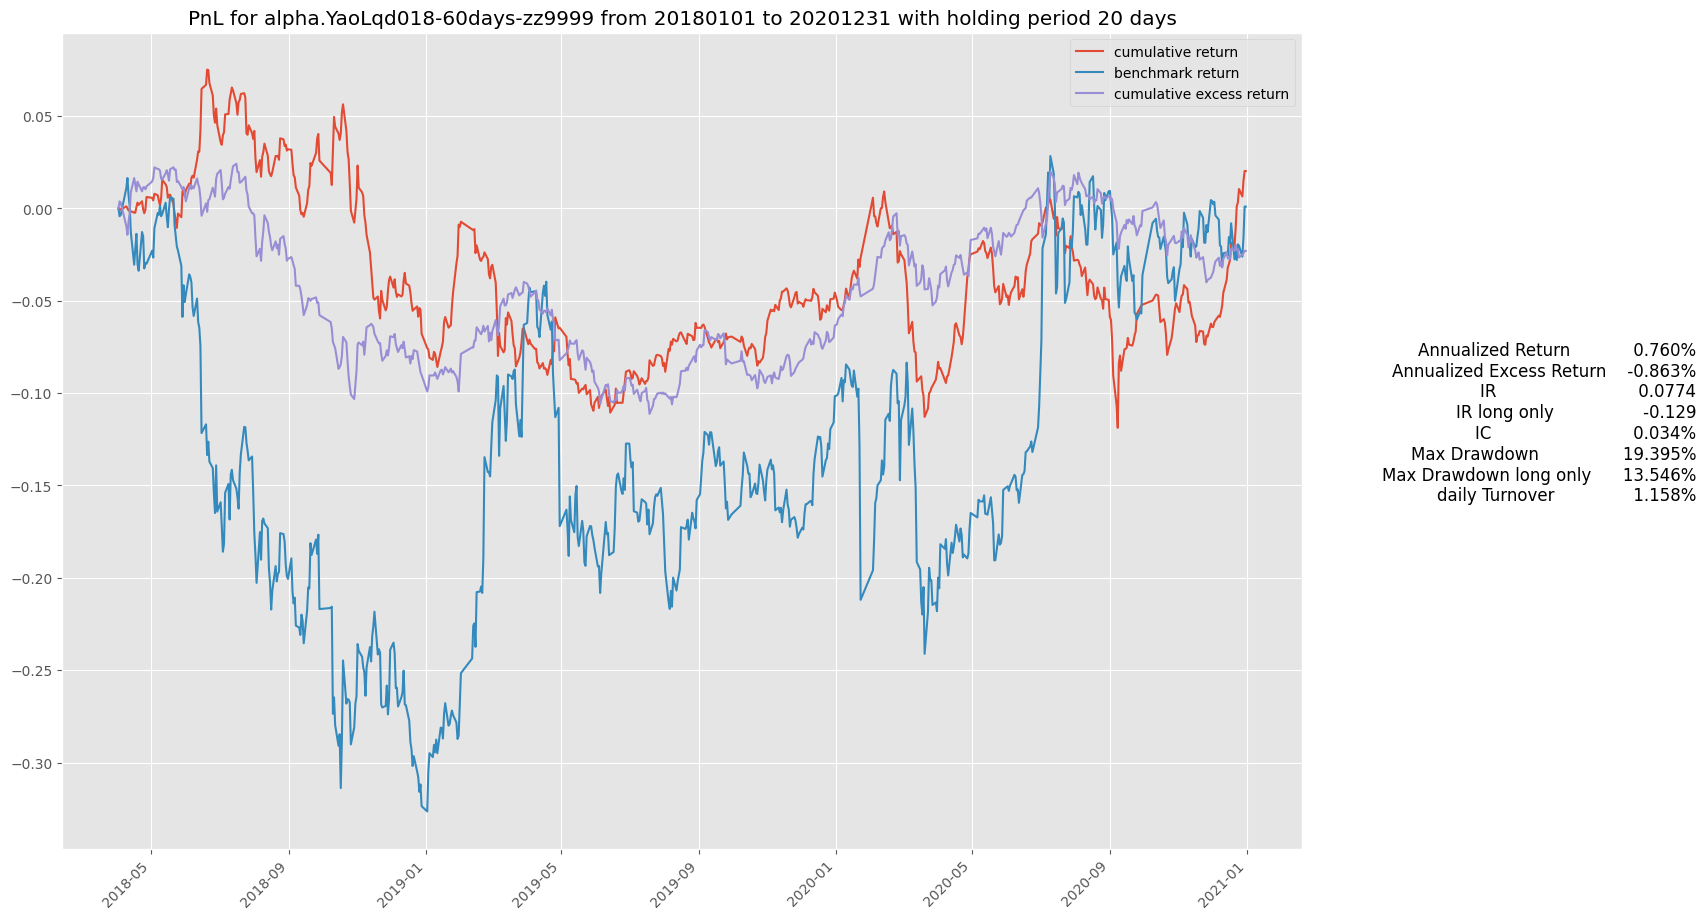 PnL for alpha.YaoLqd018-60days-zz9999 from 20180101 to 20201231 with holding period 20 days
cumulative return
benchmark return
cumulative excess return
0.05
0.00
−0.05
−0.10
−0.15
−0.20
−0.25
−0.30
2018-05
2018-09
2019-01
2019-05
2019-09
2020-01
2020-05
2020-09
2021-01
Annualized Return 0.760%
Annualized Excess Return -0.863%
IR 0.0774
IR long only -0.129
IC 0.034%
Max Drawdown 19.395%
Max Drawdown long only 13.546%
daily Turnover 1.158%